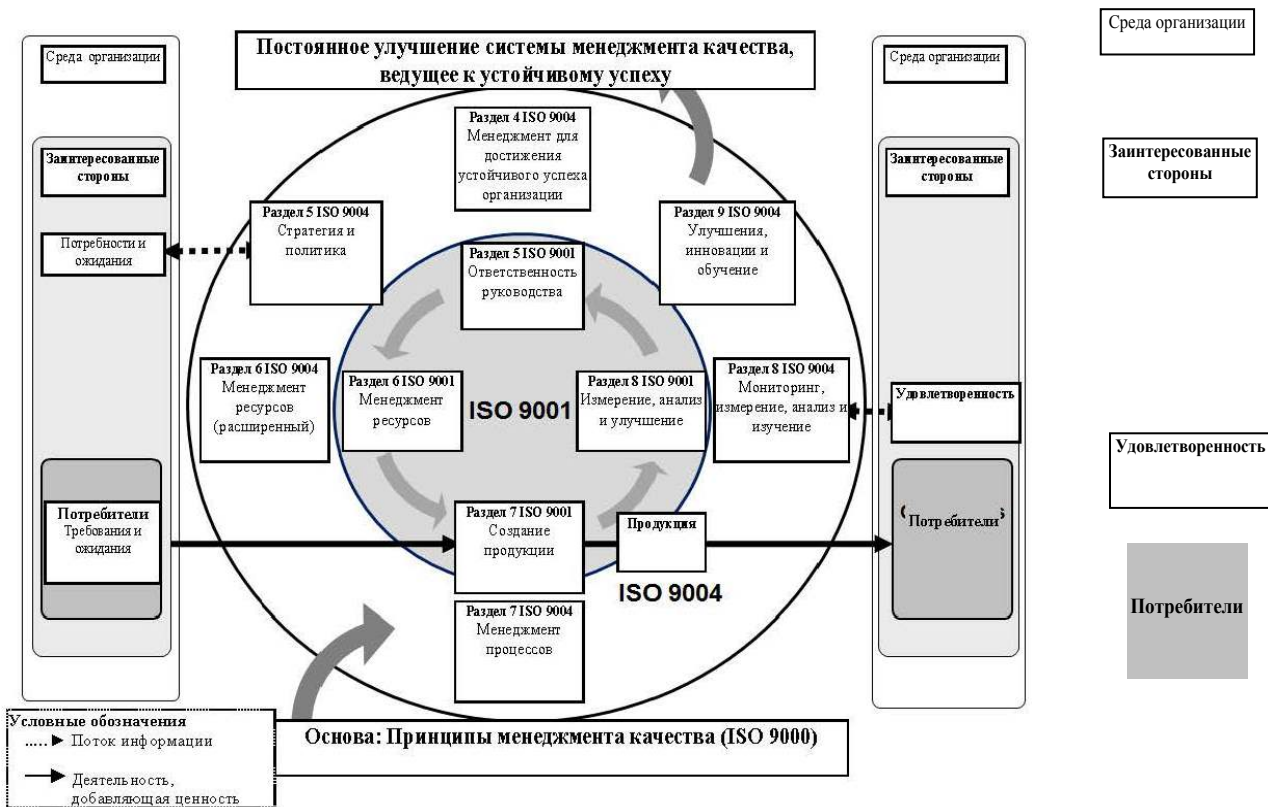 Среда организации
Заинтересованные
стороны
Потребности и
ожидания
Потребители
Требования и
ожидания
Постоянное улучшение системы менеджмента качества,
ведущее к устойчивому успеху
Раздел 4 ISO 9004
Менеджмент для
достижения
устойчивого успеха
организации
Раздел 5 ISO 9004
Стратегия и
политика
Раздел 9 ISO 9004
Улучшения,
инновации и
обучение
Раздел 5 ISO 9001
Ответственность
руководства
Раздел 6 ISO 9004
Менеджмент
ресурсов
(расширенный)
Раздел 6 ISO 9001
Менеджмент
ресурсов
ISO 9001
Раздел 8 ISO 9001
Измерение, анализ
и улучшение
Раздел 8 ISO 9004
Мониторинг,
измерение, анализ и
изучение
Раздел 7 ISO 9001
Создание
продукции
Продукция
ISO 9004
Раздел 7 ISO 9004
Менеджмент
процессов
Основа: Принципы менеджмента качества (ISO 9000)
Среда организации
Заинтересованные
стороны
Удовлетворенность
Потребители
Среда организации
Заинтересованные
стороны
Удовлетворенность
Потребители
Условные обозначения
Поток информации
Деятельность,
добавляющая ценность